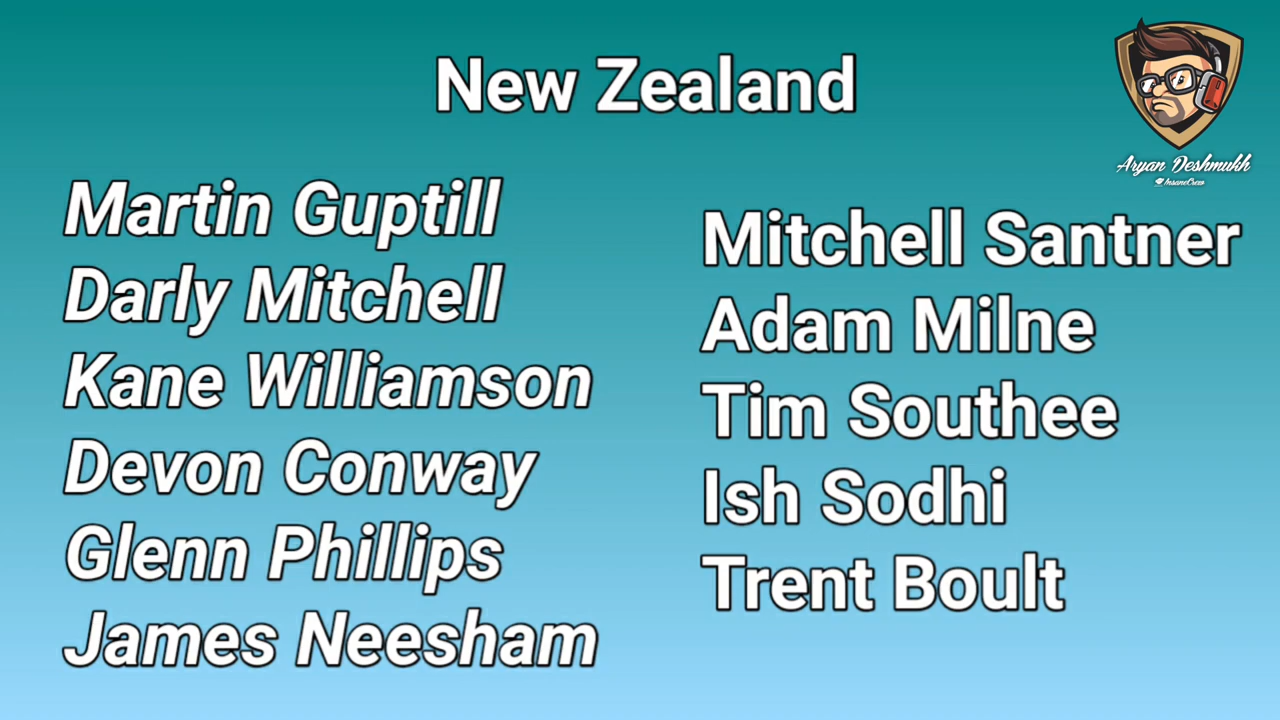 New Zealand
Martin Guptill
Darly Mitchell
Kane Williamson
Devon Conway
Glenn Phillips
James Neesham
Mitchell Santner
Adam Milne
Tim Southee
Ish Sodhi
Trent Boult
Aryan Deshmukh
#InsaneCrew